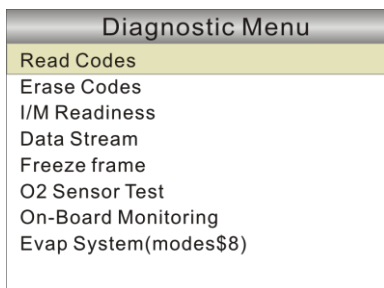 Diagnostic Menu
Read Codes
Erase Codes
I/M Readiness
Data Stream
Freeze frame
O2 Sensor Test
On-Board Monitoring
Evap System(modes$8)